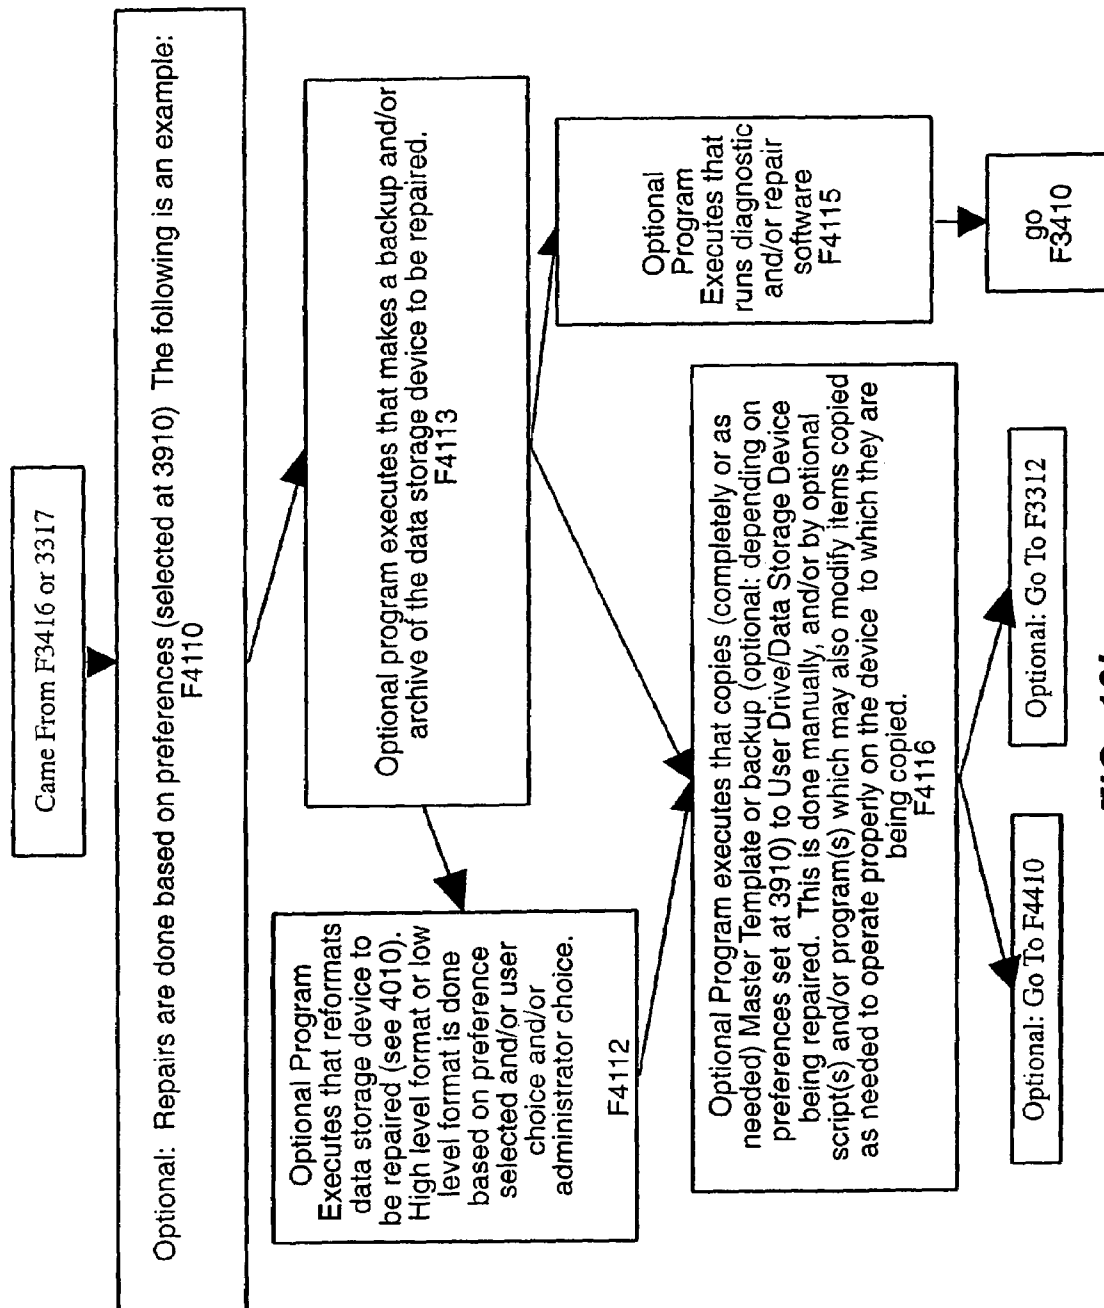 Came From F3416 or 3317
Optional: Repairs are done based on preferences (selected at 3910) The following is an example:
F4110
Optional program executes that makes a backup and/or
archive of the data storage device to be repaired.
F4113
Optional Program
Executes that reformats
data storage device to
be repaired (see 4010).
High level format or low
level format is done
based on preference
selected and/or user
choice and/or
administrator choice.
F4112
Optional
Program
Executes that
runs diagnostic
and/or repair
software
F4115
Optional Program executes that copies (completely or as
needed) Master Template or backup (optional: depending on
preferences set at 3910) to User Drive/Data Storage Device
being repaired. This is done manually, and/or by optional
script(s) and/or program(s) which may also modify items copied
as needed to operate properly on the device to which they are
being copied.
F4116
go
F3410
Optional: Go To F4410
Optional: Go To F3312